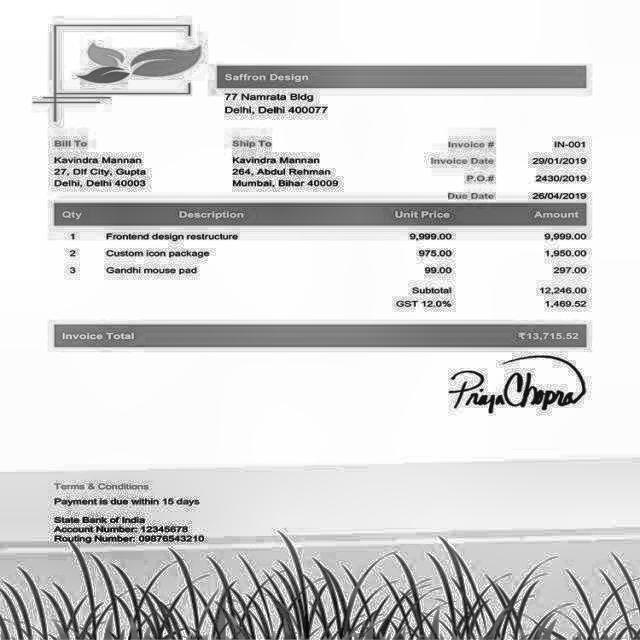 Saffron Design
77 Namrata Bldg
Delhi, Delhi 400077
Bill To Ship To Invoice # IN-001
Kavindra Mannan Kavindra Mannan Invoice Date 29/01/2019
27, Dlf City, Gupta 264, Abdul Rehman P.O.# 2430/2019
Delhi, Delhi 40003 Mumbai, Bihar 40009 Due Date 26/04/2019
Qty Description Unit Price Amount
1 Frontend design restructure 9,999.00 9,999.00
2 Custom icon package 975.00 1,950.00
3 Gandhi mouse pad 99.00 297.00
Subtotal 12,246.00
GST 12.0% 1,469.52
Invoice Total ₹13,715.52
Priya Chopra
Terms & Conditions
Payment is due within 15 days
State Bank of India
Account Number: 12345678
Routing Number: 09876543210